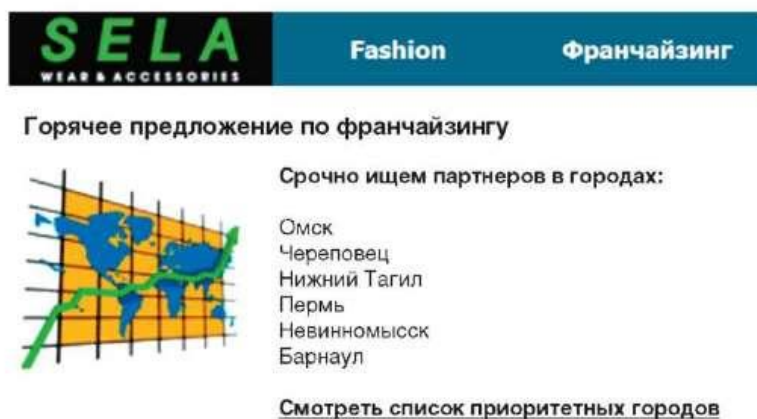 SELA
WEAR & ACCESSORIES
Fashion
Франчайзинг
Горячее предложение по франчайзингу
Срочно ищем партнеров в городах:
Омск
Череповец
Нижний Тагил
Пермь
Невинномысск
Барнаул
Смотреть список приоритетных городов